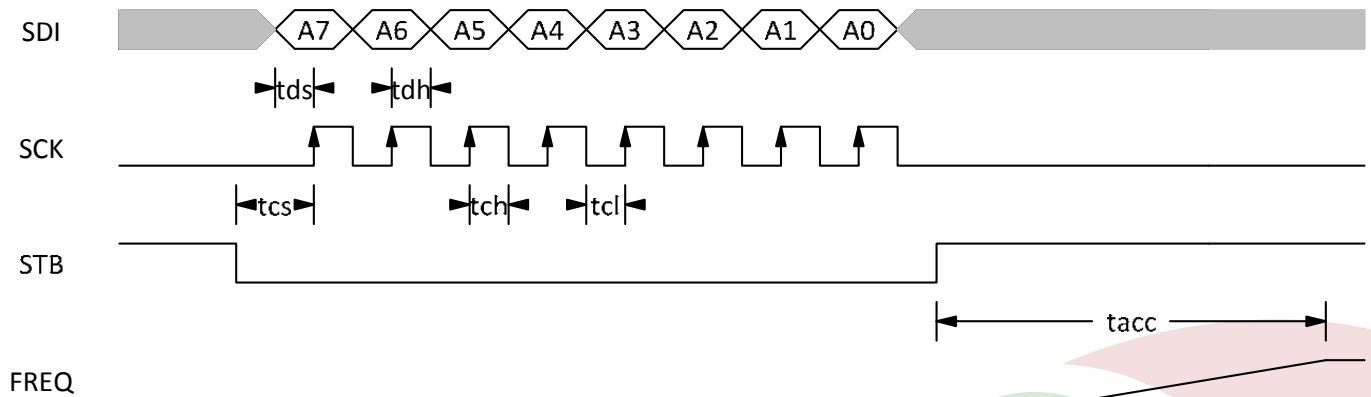 SDI A7 A6 A5 A4 A3 A2 A1 A0
tds tdh
SCK
tcs tch tcl
STB
tacc
FREQ